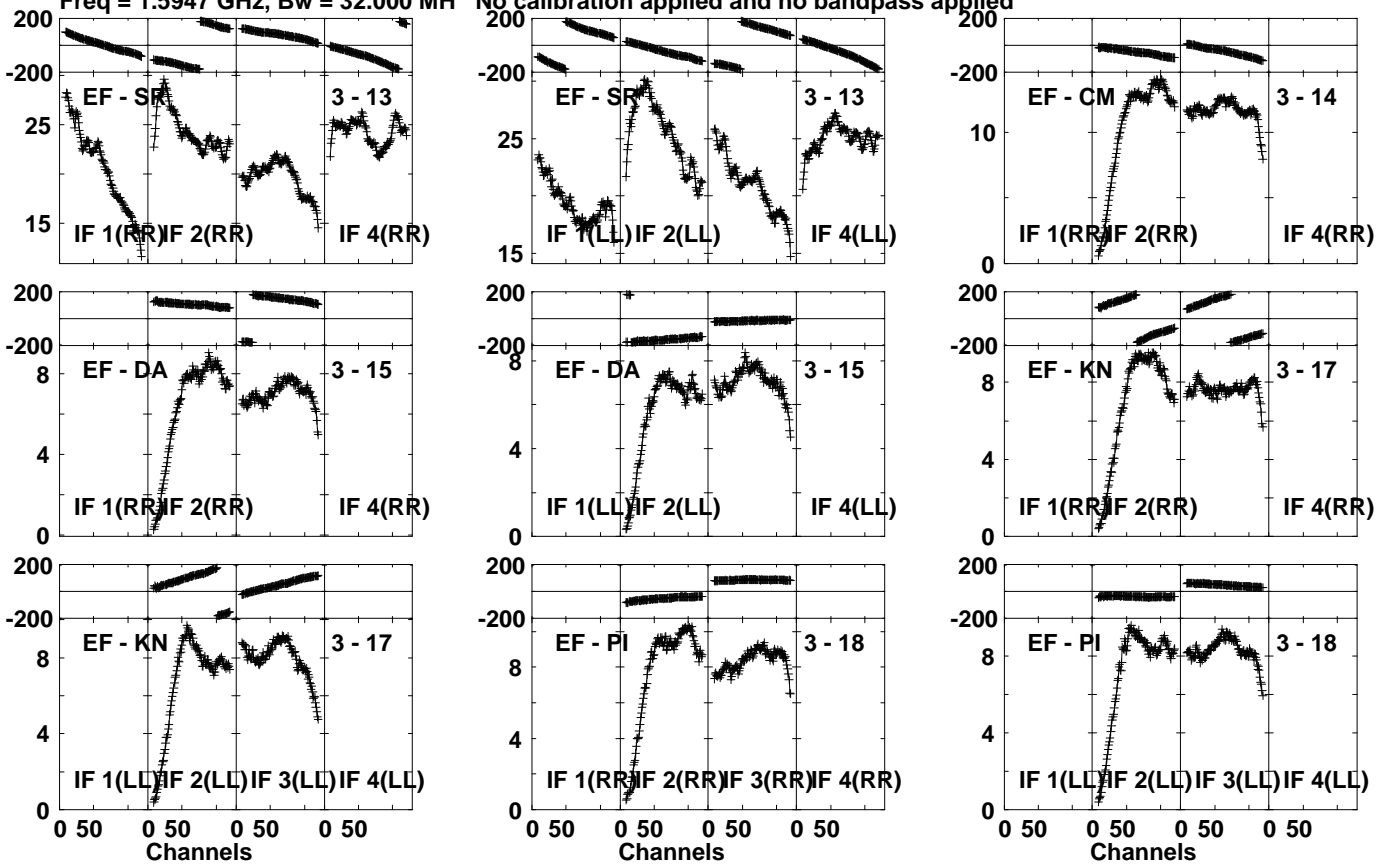 Freq = 1.5947 GHz, Bw = 32.000 MH No calibration applied and no bandpass applied
200
-200
EF - SR 3 - 13
25
15
IF 1(RR) IF 2(RR) IF 4(RR)
EF - SR 3 - 13
25
15
IF 1(LL) IF 2(LL) IF 4(LL)
200
-200
EF - CM 3 - 14
10
0
IF 1(RR) IF 2(RR) IF 4(RR)
200
-200
EF - DA 3 - 15
8
4
0
IF 1(RR) IF 2(RR) IF 4(RR)
EF - DA 3 - 15
8
4
0
IF 1(LL) IF 2(LL) IF 4(LL)
200
-200
EF - KN 3 - 17
8
4
0
IF 1(RR) IF 2(RR) IF 4(RR)
200
-200
EF - KN 3 - 17
8
4
0
IF 1(LL) IF 2(LL) IF 3(LL) IF 4(LL)
0 50 0 50 0 50 0 50
Channels
200
-200
EF - PI 3 - 18
8
4
0
IF 1(RR) IF 2(RR) IF 3(RR) IF 4(RR)
0 50 0 50 0 50 0 50
Channels
200
-200
EF - PI 3 - 18
8
4
0
IF 1(LL) IF 2(LL) IF 3(LL) IF 4(LL)
0 50 0 50 0 50 0 50
Channels